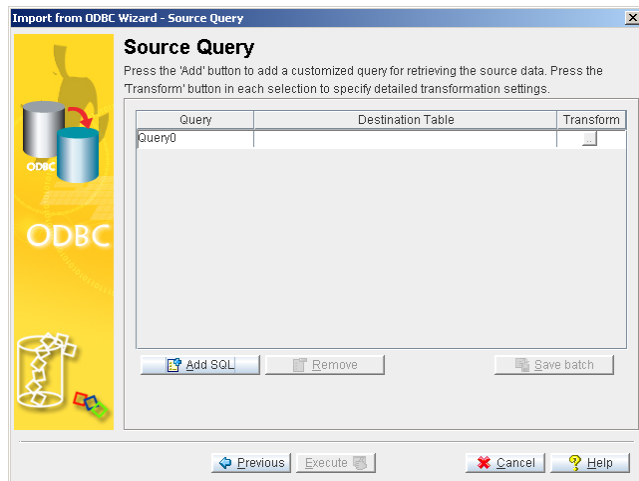 Import from ODBC Wizard - Source Query
Source Query
Press the 'Add' button to add a customized query for retrieving the source data. Press the
'Transform' button in each selection to specify detailed transformation settings.
Query Destination Table Transform
Query0 ...
ODBC
ODBC
Add SQL Remove Save batch
Previous Execute Cancel Help